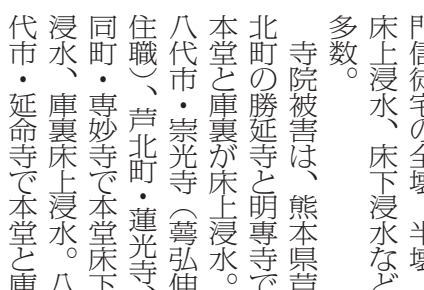 門信徒宅の全壊、半壊、
床上浸水、床下浸水など
多数。
寺院被害は、熊本県芦
北町の勝延寺と明専寺で
本堂と庫裏が床上浸水。
八代市・崇光寺（蕚弘伸
住職）、芦北町・蓮光寺、
同町・専妙寺で本堂床下
浸水、庫裏床上浸水。八
代市・延命寺で本堂と庫